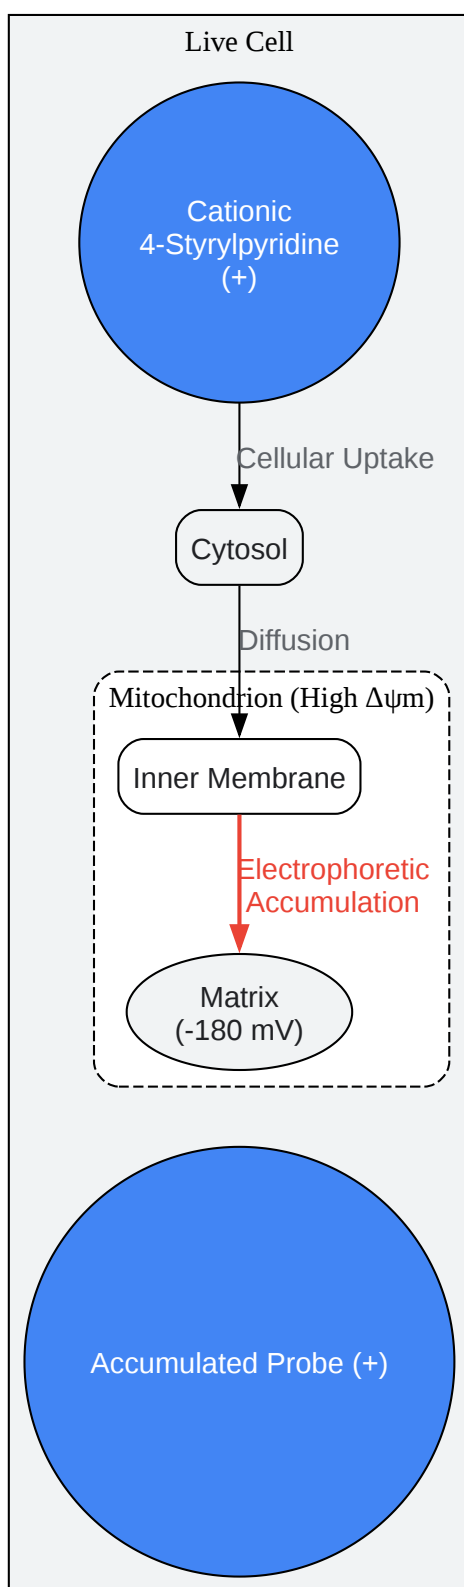 Live Cell
Cationic
4-Styrylpyridine
(+)
Cellular Uptake
Cytosol
Diffusion
Mitochondrion (High Δψm)
Inner Membrane
Electrophoretic
Accumulation
Matrix
(-180 mV)
Accumulated Probe (+)